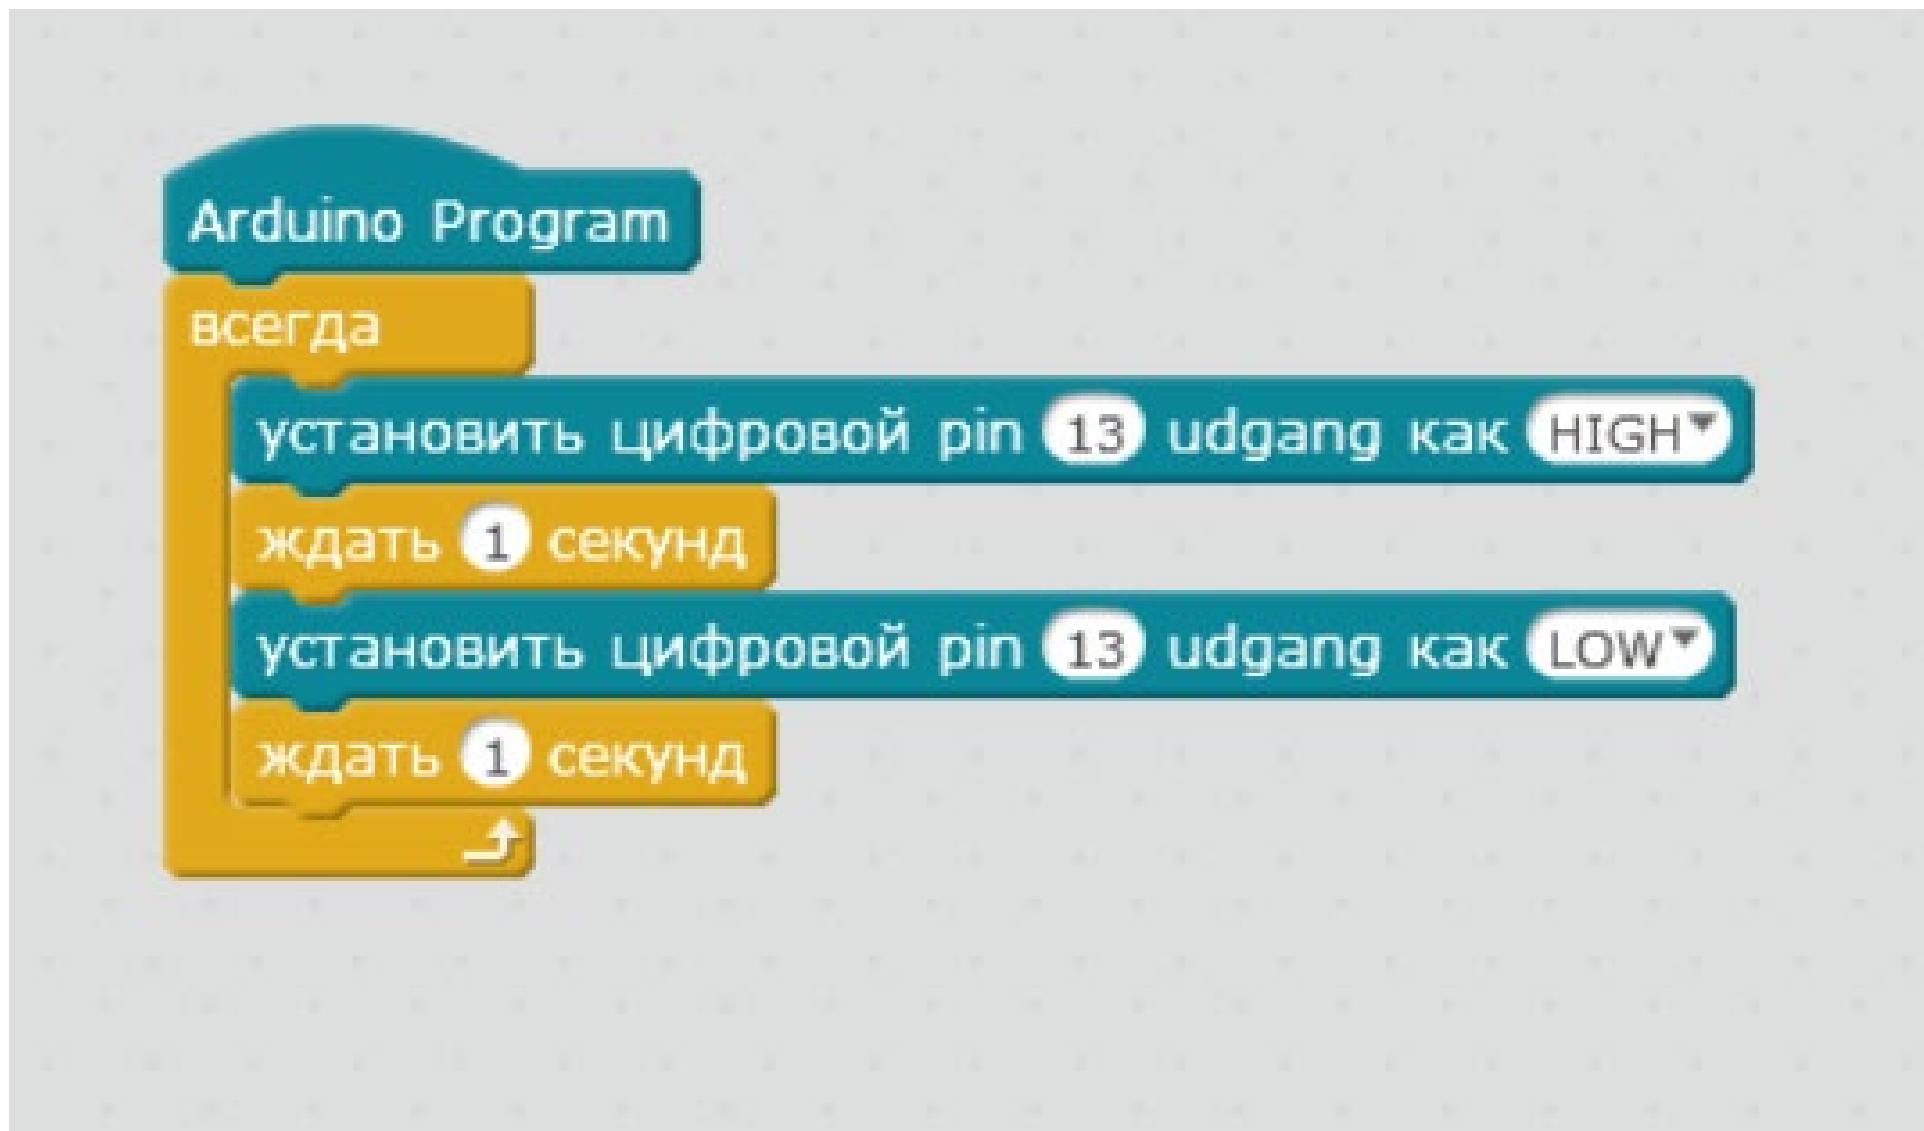 Arduino Program
всегда
установить цифровой pin 13 udgang как HIGH
ждать 1 секунд
установить цифровой pin 13 udgang как LOW
ждать 1 секунд